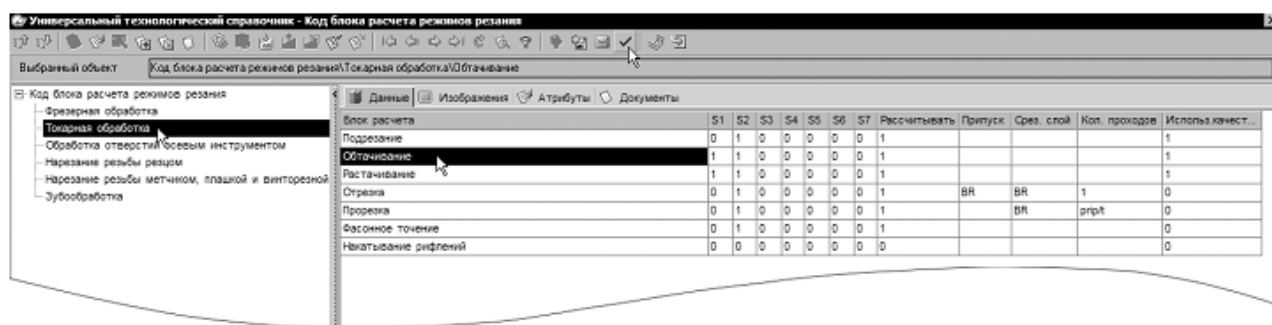 Универсальный технологический справочник - Код блока расчета режимов резания
Выбранный объект Код блока расчета режимов резания\Токарная обработка\Обтачивание
Код блока расчета режимов резания
Фрезерная обработка
Токарная обработка
Обработка отверстий осевым инструментом
Нарезание резьбы резцом
Нарезание резьбы метчиком, плашкой и винторезной
Зубообработка
Данные Изображения Атрибуты Документы
Блок расчета S1 S2 S3 S4 S5 S6 S7 Рассчитывать Припуск Срез. слой Кол. проходов Использ.качест...
Подрезание 0 1 0 0 0 0 0 1 1
Обтачивание 1 1 0 0 0 0 0 1 1
Растачивание 1 1 0 0 0 0 0 1 1
Отрезка 0 1 0 0 0 0 0 1 BR BR 1 0
Прорезка 0 1 0 0 0 0 0 1 BR prip/t 0
Фасонное точение 0 1 0 0 0 0 0 1 0
Накатывание рифлений 0 0 0 0 0 0 0 0 0